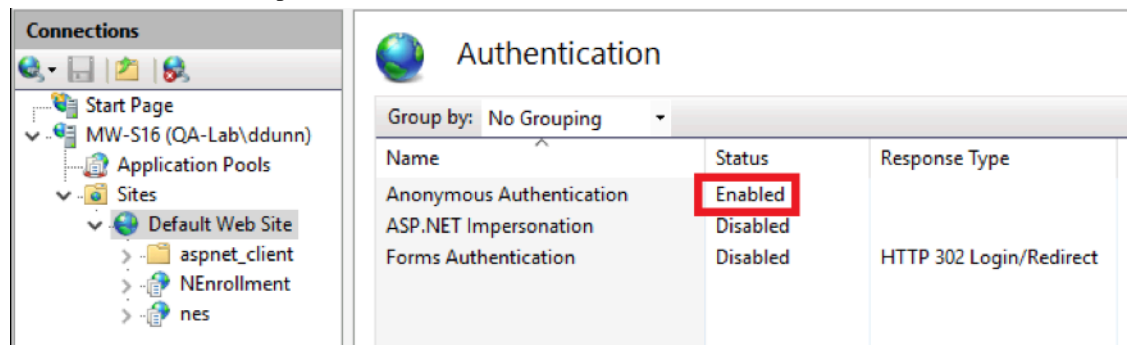 Connections
Start Page
MW-S16 (QA-Lab\ddunn)
Application Pools
Sites
Default Web Site
aspnet_client
NEnrollment
nes
Authentication
Group by: No Grouping
Name Status Response Type
Anonymous Authentication Enabled
ASP.NET Impersonation Disabled
Forms Authentication Disabled HTTP 302 Login/Redirect